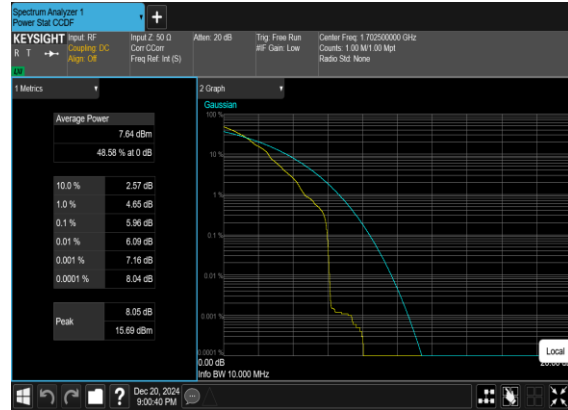 Spectrum Analyzer 1
Power Stat CCDF
KEYSIGHT
R T
LXI
Input: RF
Coupling: DC
Align: Off
Input Z: 50 Ω
Corr CCorr
Freq Ref: Int (S)
Atten: 20 dB
Trig: Free Run
#IF Gain: Low
Center Freq: 1.702500000 GHz
Counts: 1.00 M/1.00 Mpt
Radio Std: None
1 Metrics
Average Power
7.64 dBm
48.58 % at 0 dB
10.0 % 2.57 dB
1.0 % 4.65 dB
0.1 % 5.96 dB
0.01 % 6.09 dB
0.001 % 7.16 dB
0.0001 % 8.04 dB
Peak
8.05 dB
15.69 dBm
2 Graph
Gaussian
100 %
10 %
1 %
0.1 %
0.01 %
0.001 %
0.0001 %
0.00 dB
Info BW 10.000 MHz
Local
Dec 20, 2024
9:00:40 PM